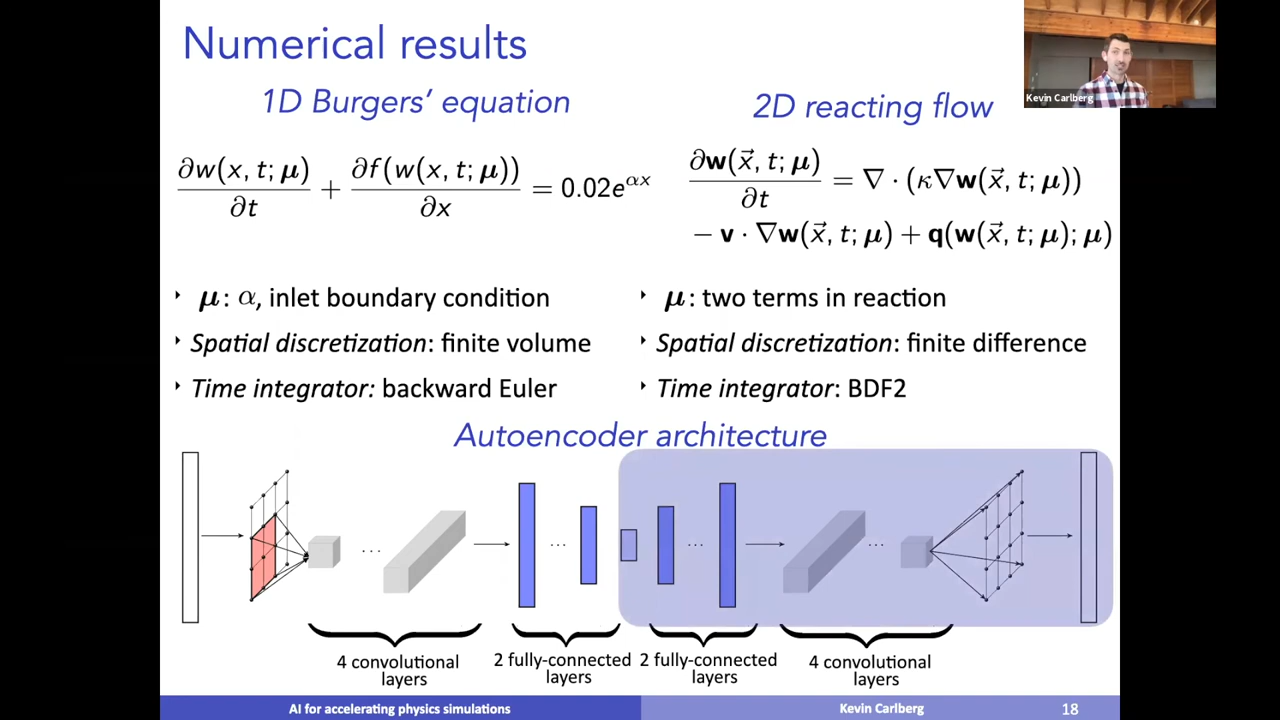 Numerical results
Kevin Carlberg
1D Burgers’ equation
∂w(x, t; μ)/∂t + ∂f(w(x, t; μ))/∂x = 0.02e^{αx}
‣ μ: α, inlet boundary condition
‣ Spatial discretization: finite volume
‣ Time integrator: backward Euler
2D reacting flow
∂w(x⃗, t; μ)/∂t = ∇ · (κ∇w(x⃗, t; μ))
− v · ∇w(x⃗, t; μ) + q(w(x⃗, t; μ); μ)
‣ μ: two terms in reaction
‣ Spatial discretization: finite difference
‣ Time integrator: BDF2
Autoencoder architecture
... ... ... ...
4 convolutional
layers
2 fully-connected
layers
2 fully-connected
layers
4 convolutional
layers
AI for accelerating physics simulations
Kevin Carlberg
18